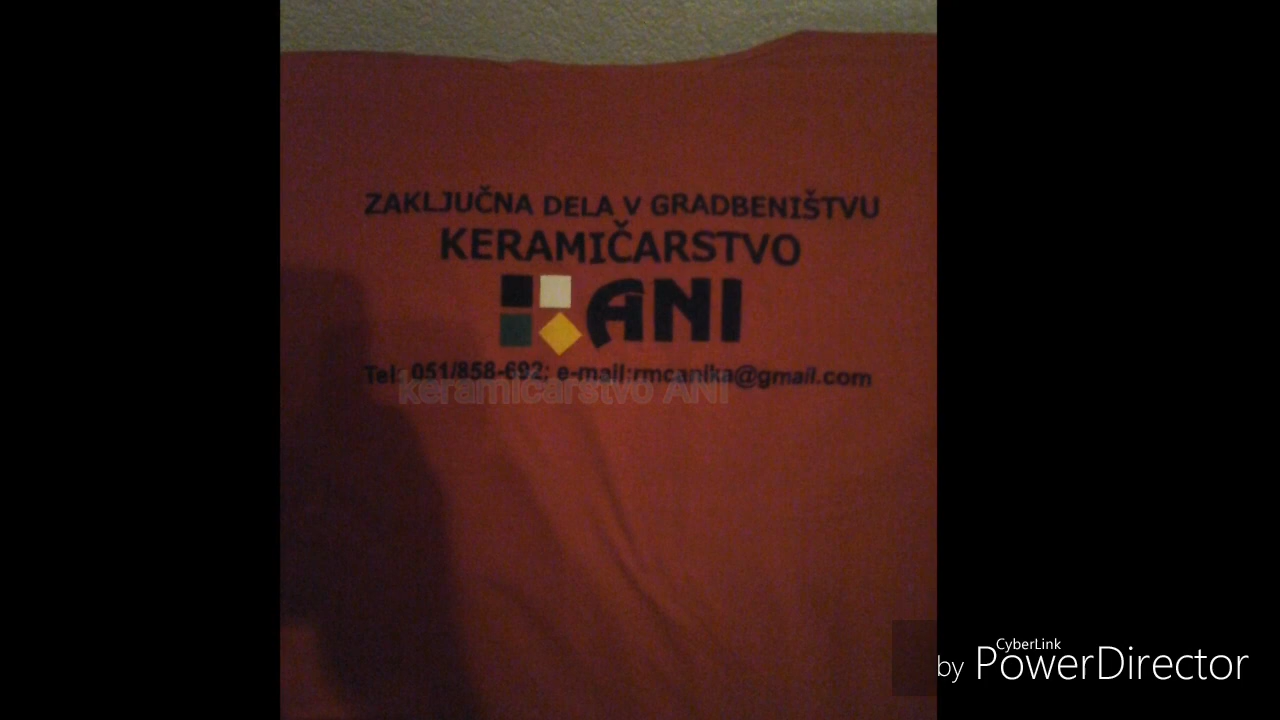 ZAKLJUČNA DELA V GRADBENIŠTVU
KERAMIČARSTVO
ANI
Tel: 051/858-692; e-mail:rmcanika@gmail.com
keramičarstvo ANI
CyberLink
by PowerDirector